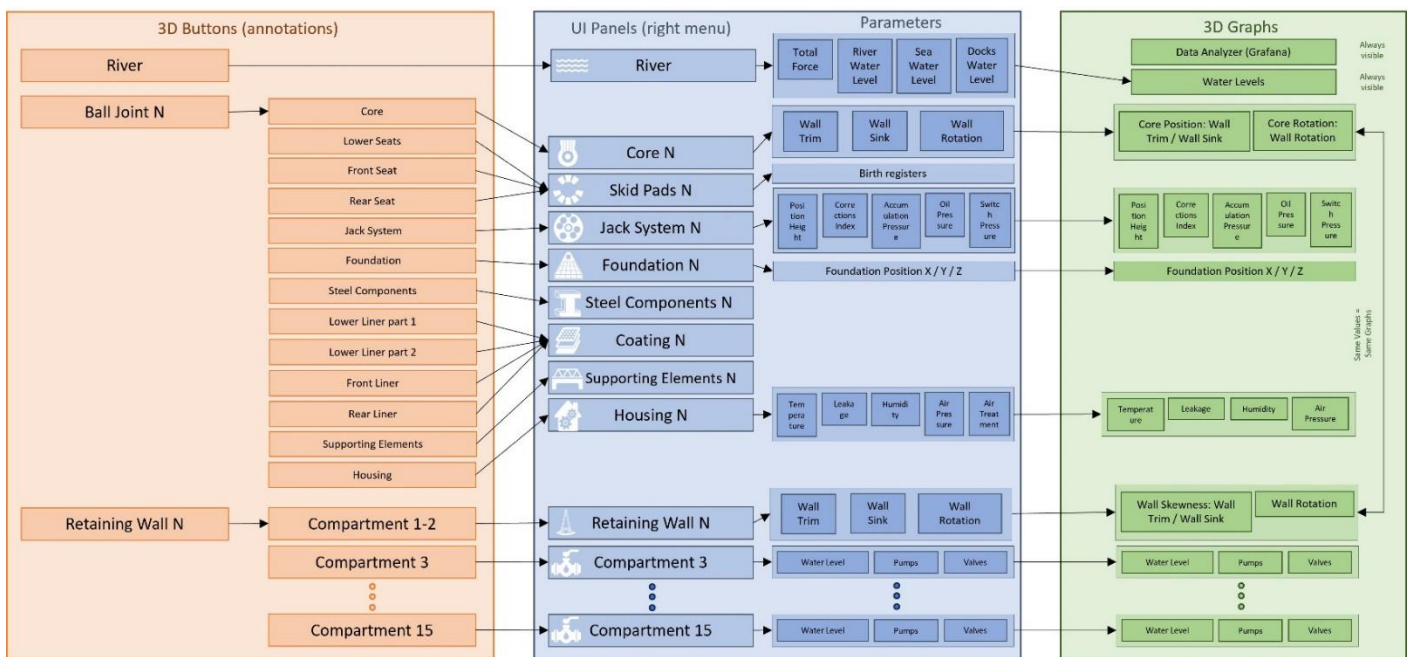 3D Buttons (annotations)
River
Ball Joint N
Core
Lower Seats
Front Seat
Rear Seat
Jack System
Foundation
Steel Components
Lower Liner part 1
Lower Liner part 2
Front Liner
Rear Liner
Supporting Elements
Housing
Retaining Wall N
Compartment 1-2
Compartment 3
Compartment 15
UI Panels (right menu)
River
Core N
Skid Pads N
Jack System N
Foundation N
Steel Components N
Coating N
Supporting Elements N
Housing N
Retaining Wall N
Compartment 3
Compartment 15
Parameters
Total
Force
River
Water
Level
Sea
Water
Level
Docks
Water
Level
Wall
Trim
Wall
Sink
Wall
Rotation
Birth registers
Posi
tion
Heig
ht
Corre
ctions
Index
Accum
ulation
Pressur
e
Oil
Pres
sure
Switc
h
Press
ure
Foundation Position X / Y / Z
Tem
pera
ture
Leaka
ge
Humidi
ty
Air
Pres
sure
Air
Treat
ment
Wall
Trim
Wall
Sink
Wall
Rotation
Water Level
Pumps
Valves
Water Level
Pumps
Valves
3D Graphs
Data Analyzer (Grafana)
Always
visible
Water Levels
Always
visible
Core Position: Wall
Trim / Wall Sink
Core Rotation:
Wall Rotation
Posi
tion
Heig
ht
Corre
ctions
Index
Accum
ulation
Pressur
e
Oil
Pres
sure
Switc
h
Press
ure
Foundation Position X / Y / Z
Same Values =
Same Graphs
Temperat
ure
Leakage
Humidity
Air
Pressure
Wall Skewness: Wall
Trim / Wall Sink
Wall Rotation
Water Level
Pumps
Valves
Water Level
Pumps
Valves